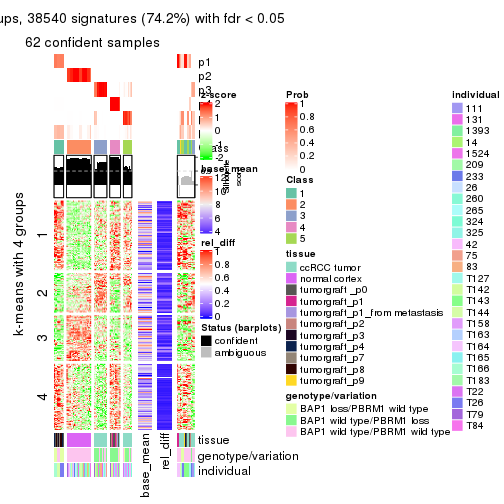 ups, 38540 signatures (74.2%) with fdr < 0.05
62 confident samples
p1
p2
p3
p4
z-score
2
1
0
-1
-2
Class
Silhouette
score
base_mean
12
10
8
6
4
rel_diff
1
0.8
0.6
0.4
0.2
0
Status (barplots)
confident
ambiguous
k-means with 4 groups
1
2
3
4
tissue
genotype/variation
individual
base_mean
rel_diff
Prob
1
0.8
0.6
0.4
0.2
0
Class
1
2
3
4
5
tissue
ccRCC tumor
normal cortex
tumorgraft_p0
tumorgraft_p1
tumorgraft_p1_from metastasis
tumorgraft_p2
tumorgraft_p3
tumorgraft_p4
tumorgraft_p7
tumorgraft_p8
tumorgraft_p9
genotype/variation
BAP1 loss/PBRM1 wild type
BAP1 wild type/PBRM1 loss
BAP1 wild type/PBRM1 wild type
individual
111
131
1393
14
1524
209
233
26
260
265
324
325
42
75
83
T127
T142
T143
T144
T158
T163
T164
T165
T166
T183
T22
T26
T79
T84